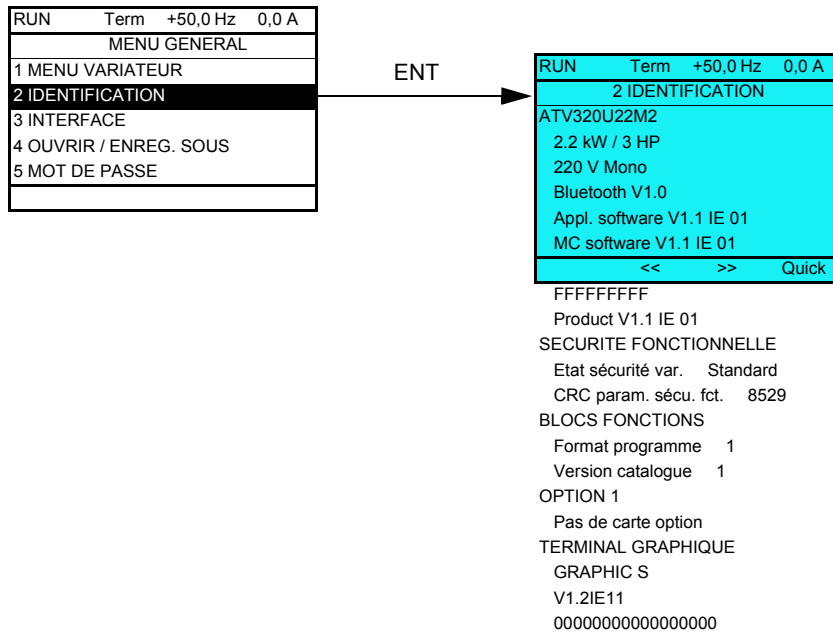 RUN Term +50,0 Hz 0,0 A
MENU GENERAL
1 MENU VARIATEUR
2 IDENTIFICATION
3 INTERFACE
4 OUVRIR / ENREG. SOUS
5 MOT DE PASSE
ENT
RUN Term +50,0 Hz 0,0 A
2 IDENTIFICATION
ATV320U22M2
2.2 kW / 3 HP
220 V Mono
Bluetooth V1.0
Appl. software V1.1 IE 01
MC software V1.1 IE 01
<< >> Quick
FFFFFFFFF
Product V1.1 IE 01
SECURITE FONCTIONNELLE
Etat sécurité var. Standard
CRC param. sécu. fct. 8529
BLOCS FONCTIONS
Format programme 1
Version catalogue 1
OPTION 1
Pas de carte option
TERMINAL GRAPHIQUE
GRAPHIC S
V1.2IE11
00000000000000000